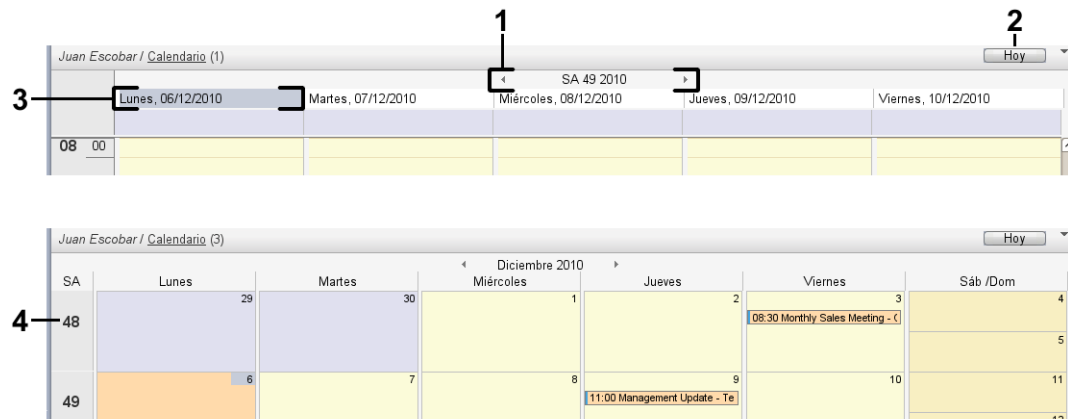 1
2
Juan Escobar / Calendario (1)
Hoy
SA 49 2010
3
Lunes, 06/12/2010
Martes, 07/12/2010
Miércoles, 08/12/2010
Jueves, 09/12/2010
Viernes, 10/12/2010
08 00
Juan Escobar / Calendario (3)
Hoy
Diciembre 2010
SA Lunes Martes Miércoles Jueves Viernes Sáb /Dom
29 30 1 2 3 4
08:30 Monthly Sales Meeting - (
4
48
5
6 7 8 9 10 11
11:00 Management Update - Te
49